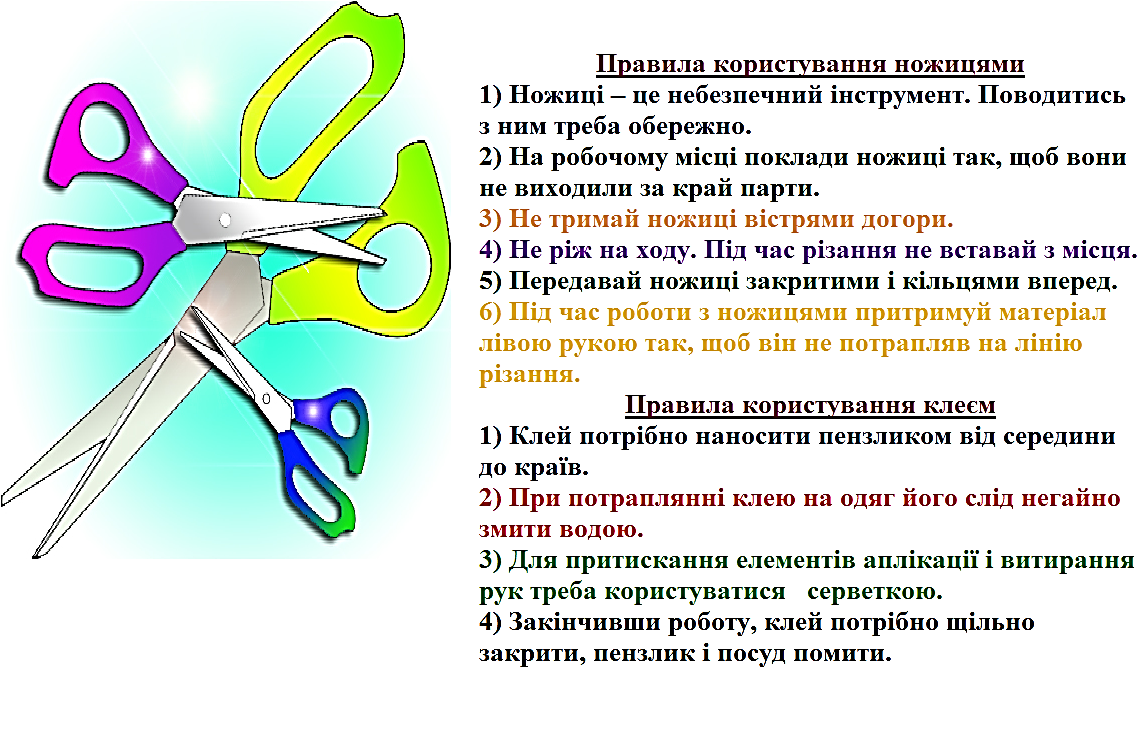 Правила користування ножицями
1) Ножиці – це небезпечний інструмент. Поводитись
з ним треба обережно.
2) На робочому місці поклади ножиці так, щоб вони
не виходили за край парти.
3) Не тримай ножиці вістрями догори.
4) Не ріж на ходу. Під час різання не вставай з місця.
5) Передавай ножиці закритими і кільцями вперед.
6) Під час роботи з ножицями притримуй матеріал
лівою рукою так, щоб він не потрапляв на лінію
різання.
Правила користування клеєм
1) Клей потрібно наносити пензликом від середини
до країв.
2) При потраплянні клею на одяг його слід негайно
змити водою.
3) Для притискання елементів аплікації і витирання
рук треба користуватися   серветкою.
4) Закінчивши роботу, клей потрібно щільно
закрити, пензлик і посуд помити.